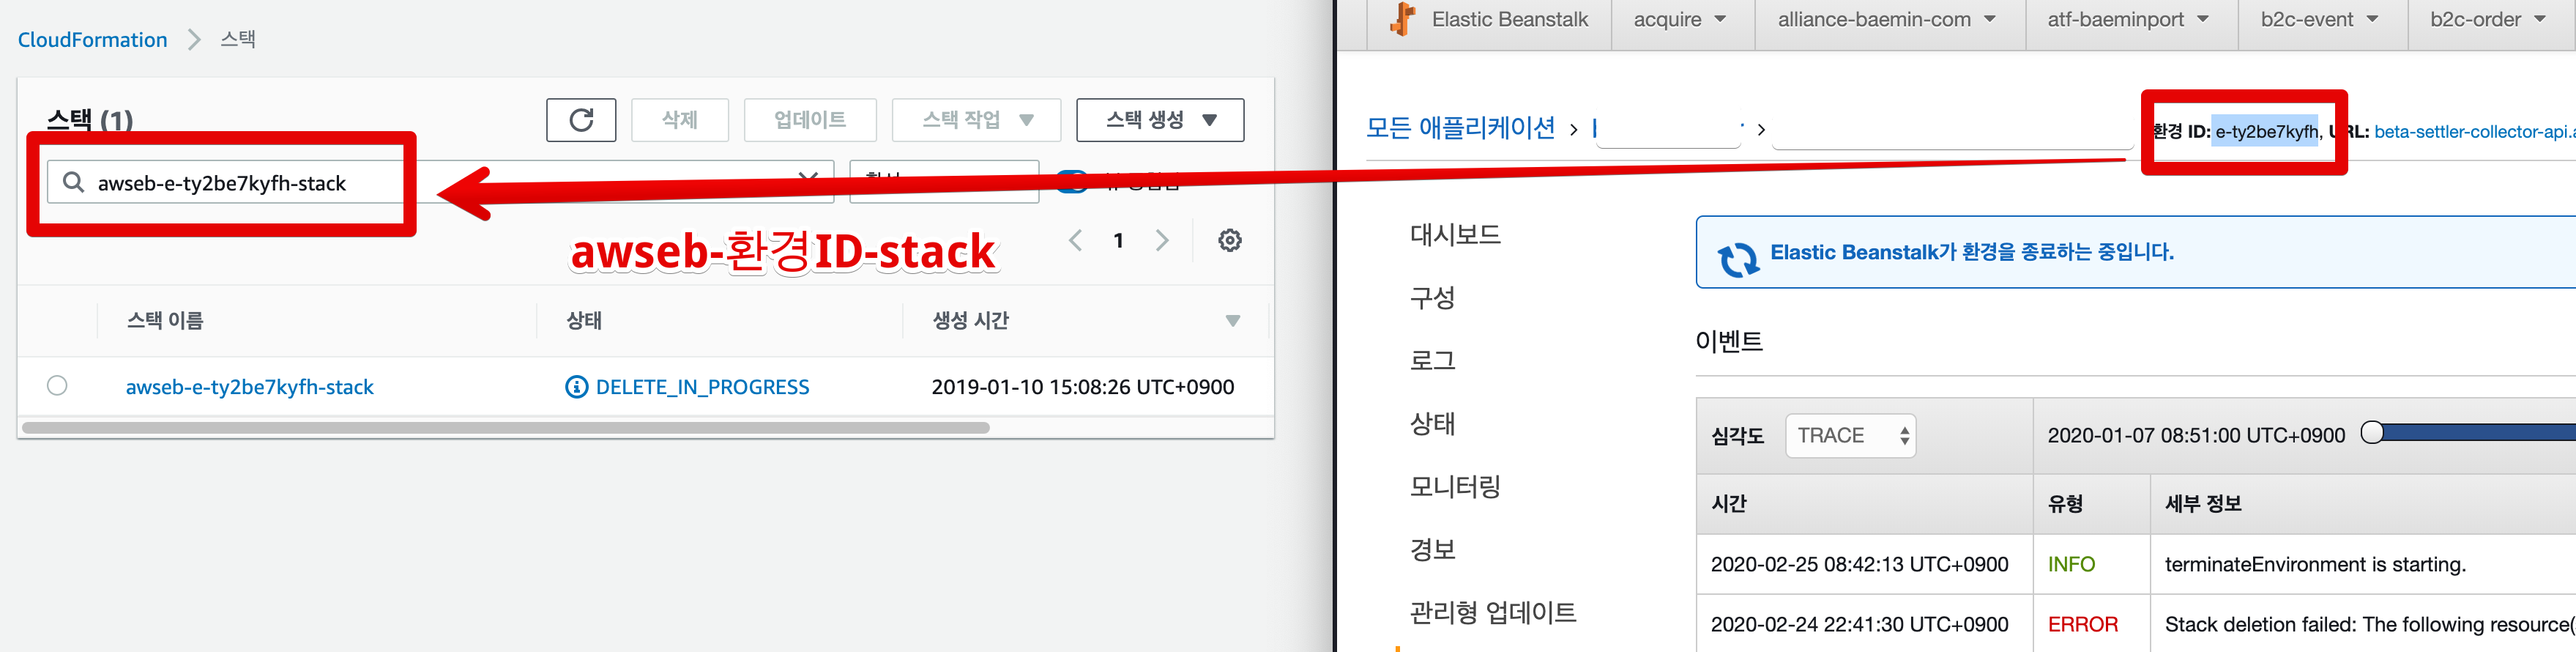 CloudFormation > 스택
스택 (1)
삭제
업데이트
스택 작업
스택 생성
awseb-e-ty2be7kyfh-stack
awseb-환경ID-stack
1
스택 이름
상태
생성 시간
awseb-e-ty2be7kyfh-stack
DELETE_IN_PROGRESS
2019-01-10 15:08:26 UTC+0900
Elastic Beanstalk
acquire
alliance-baemin-com
atf-baeminport
b2c-event
b2c-order
모든 애플리케이션 > >
환경 ID: e-ty2be7kyfh, URL: beta-settler-collector-api.
대시보드
구성
로그
상태
모니터링
경보
관리형 업데이트
Elastic Beanstalk가 환경을 종료하는 중입니다.
이벤트
심각도
TRACE
2020-01-07 08:51:00 UTC+0900
시간
유형
세부 정보
2020-02-25 08:42:13 UTC+0900
INFO
terminateEnvironment is starting.
2020-02-24 22:41:30 UTC+0900
ERROR
Stack deletion failed: The following resource(